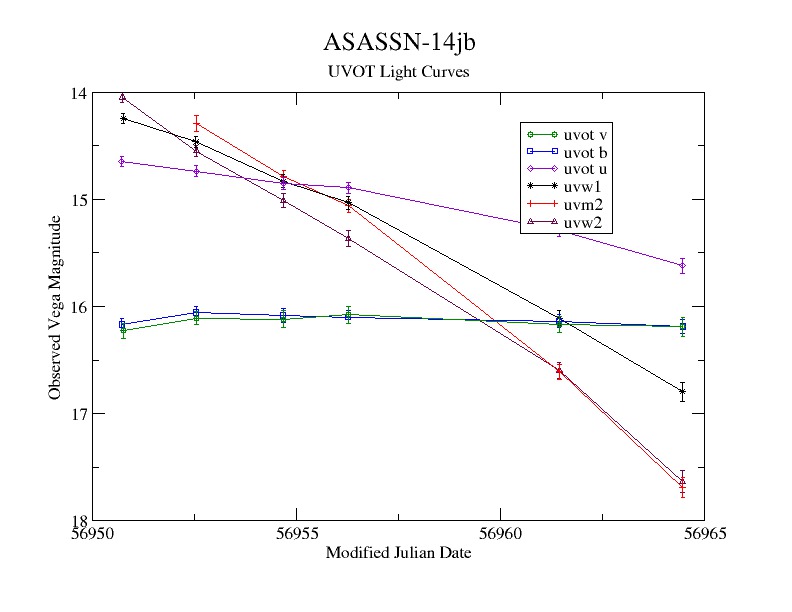 ASASSN-14jb
UVOT Light Curves
14
15
16
17
18
Observed Vega Magnitude
uvot v
uvot b
uvot u
uvw1
uvm2
uvw2
56950
56955
56960
56965
Modified Julian Date